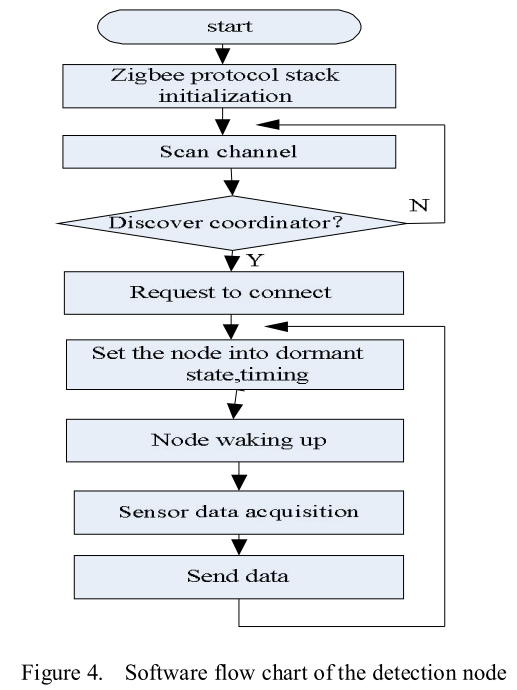 start
Zigbee protocol stack
initialization
Scan channel
Discover coordinator?
N
Y
Request to connect
Set the node into dormant
state,timing
Node waking up
Sensor data acquisition
Send data
Figure 4. Software flow chart of the detection node